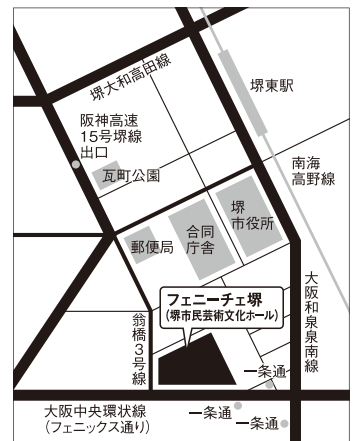 堺大和高田線
堺東駅
阪神高速
15号堺線
出口
瓦町公園
南海
高野線
堺
市役所
合同
庁舎
郵便局
フェニーチェ堺
(堺市民芸術文化ホール)
翁橋3号線
大阪和泉泉南線
一条通
大阪中央環状線
(フェニックス通り)
一条通
一条通